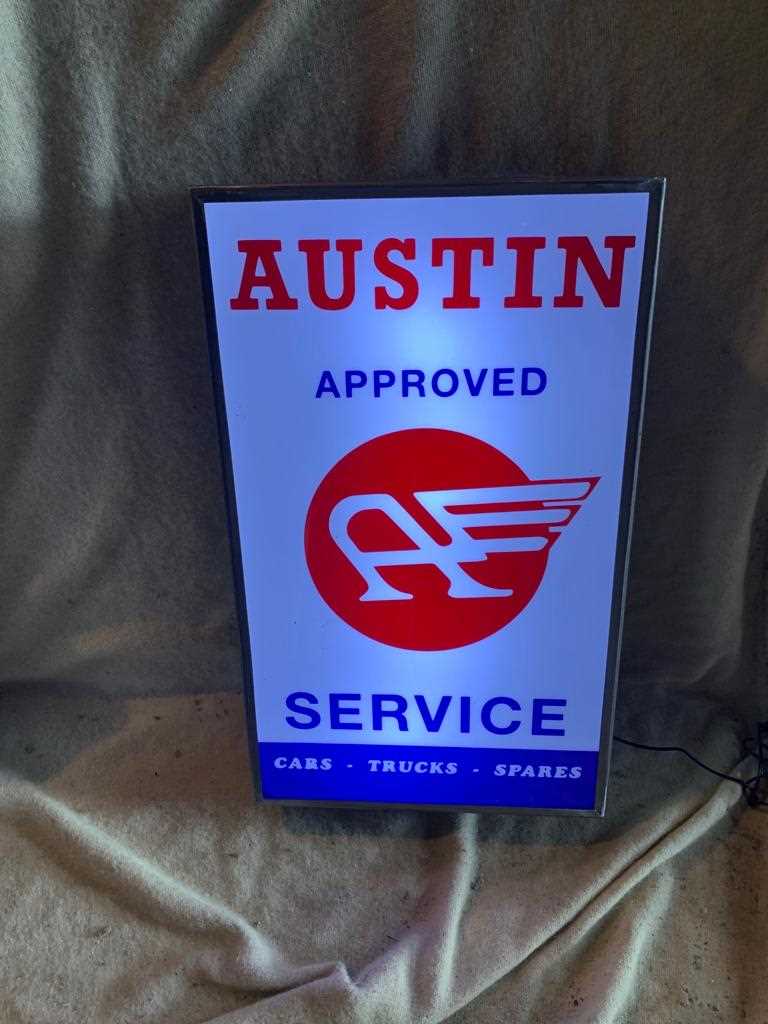 AUSTIN
APPROVED
A
SERVICE
CARS - TRUCKS - SPARES